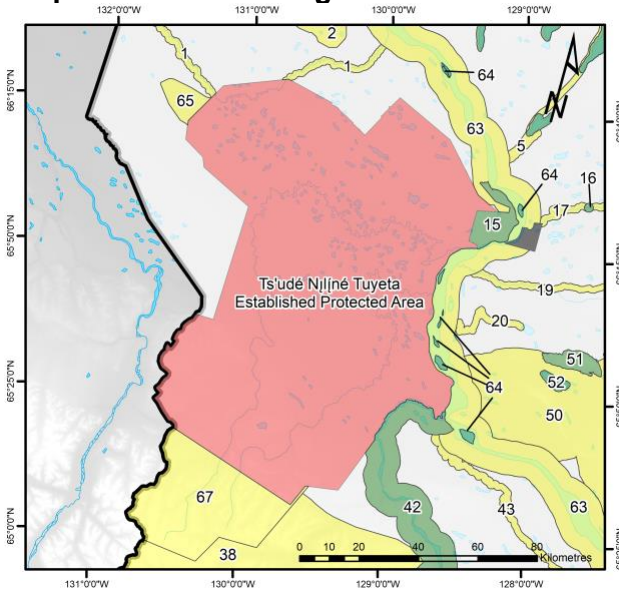 132°0'0"W 131°0'0"W 130°0'0"W 129°0'0"W
66°15'0"N
65°50'0"N
65°25'0"N
65°0'0"N
1
2
1
64
65
63
5
N
64
16
17
15
Ts'udé Nı̨lı̨né Tuyeta
Established Protected Area
19
20
51
52
64
50
67
42
43
63
38
0 10 20 40 60 80
Kilometres
131°0'0"W 130°0'0"W 129°0'0"W 128°0'0"W